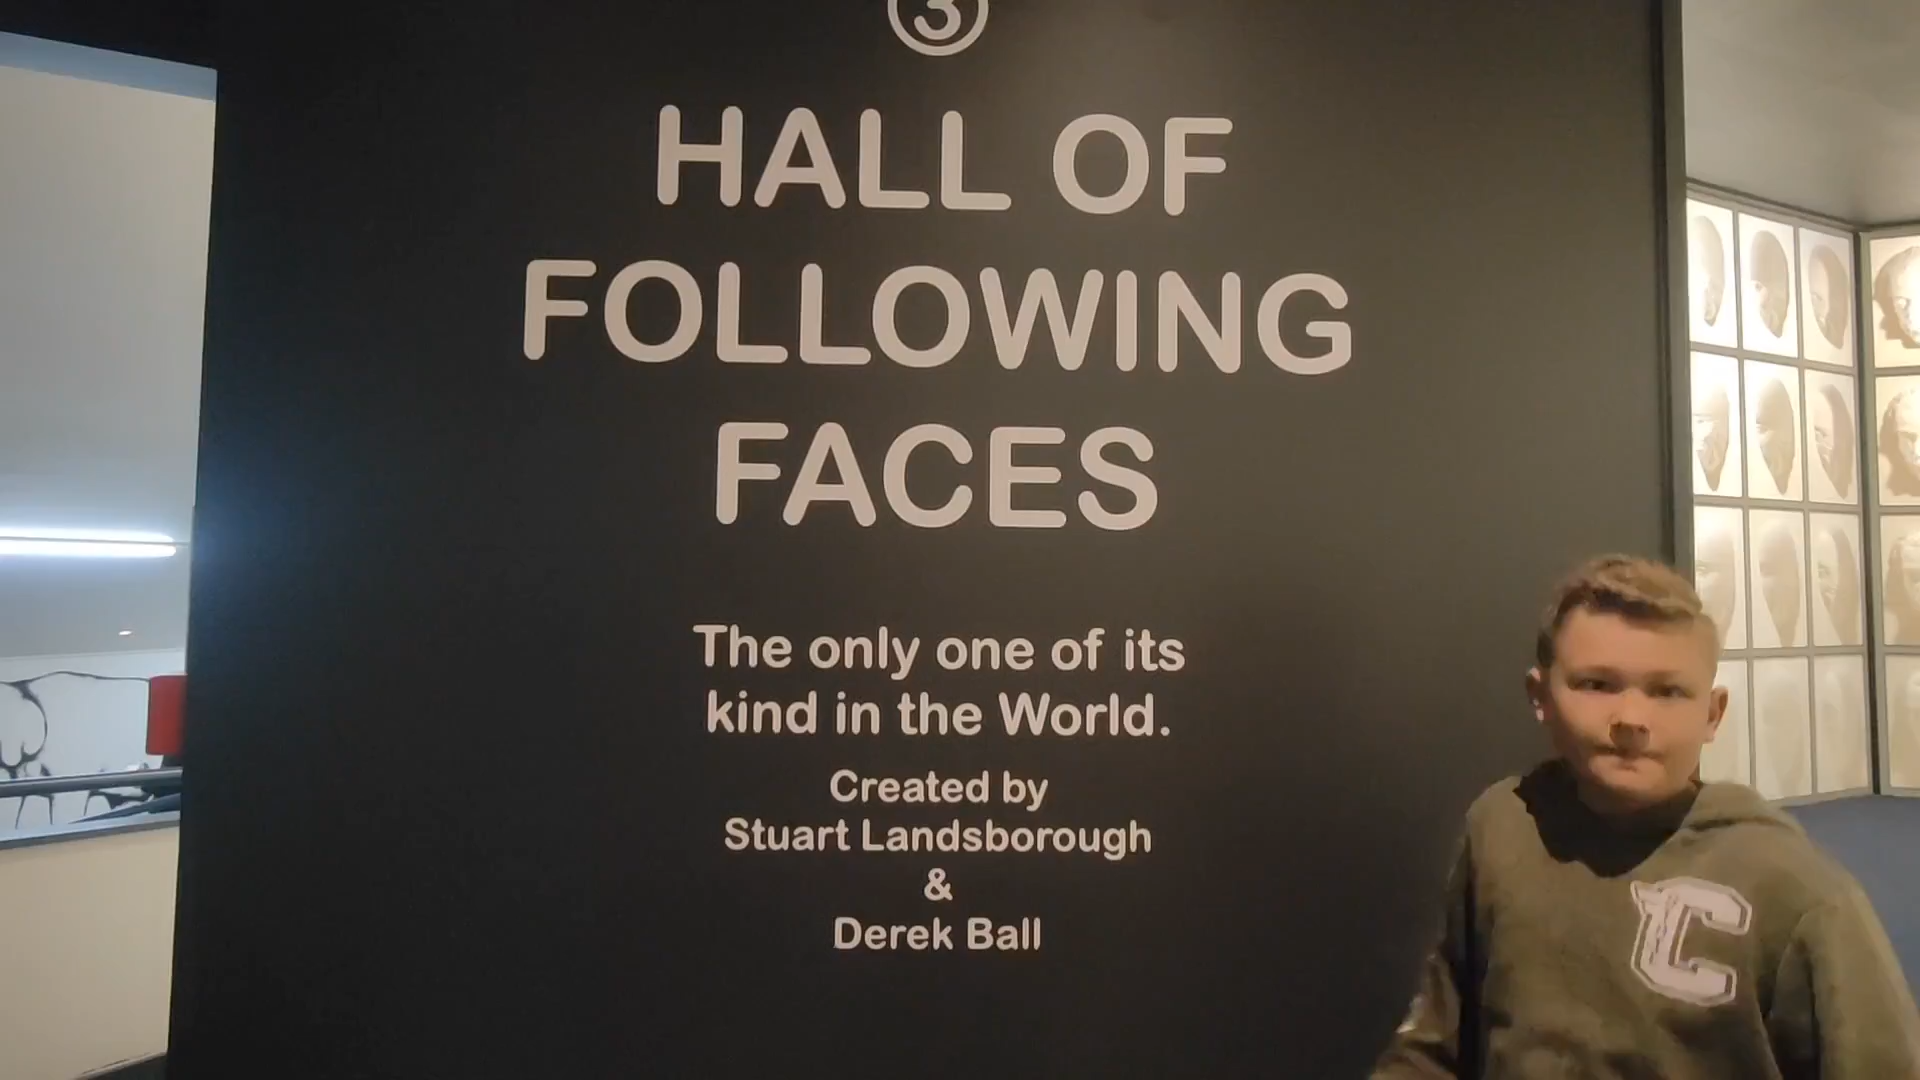 3
HALL OF
FOLLOWING
FACES
The only one of its
kind in the World.
Created by
Stuart Landsborough
&
Derek Ball
C